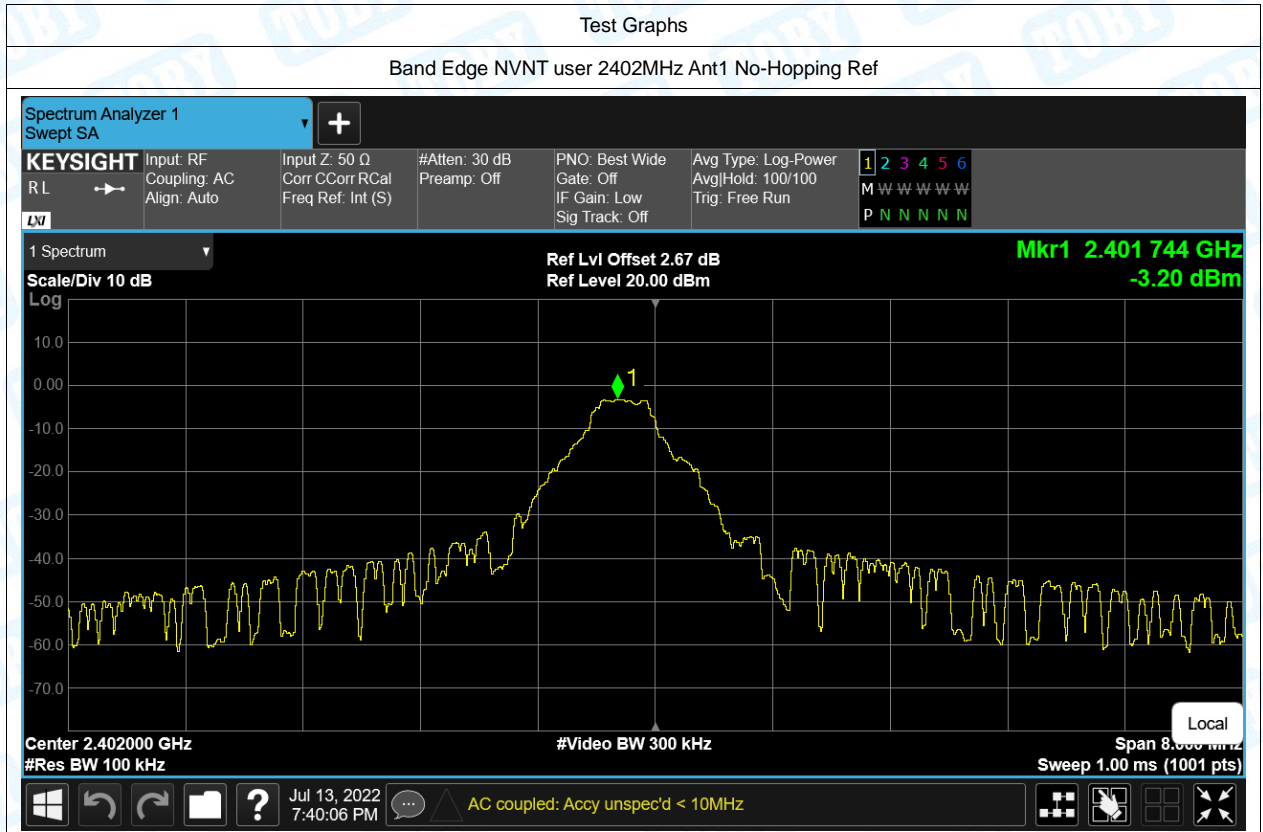 Test Graphs
Band Edge NVNT user 2402MHz Ant1 No-Hopping Ref
Spectrum Analyzer 1
Swept SA
KEYSIGHT
R L
LXI
Input: RF
Coupling: AC
Align: Auto
Input Z: 50 Ω
Corr CCorr RCal
Freq Ref: Int (S)
#Atten: 30 dB
Preamp: Off
PNO: Best Wide
Gate: Off
IF Gain: Low
Sig Track: Off
Avg Type: Log-Power
Avg|Hold: 100/100
Trig: Free Run
1 2 3 4 5 6
M W W W W W
P N N N N N
1 Spectrum
Scale/Div 10 dB
Log
Ref Lvl Offset 2.67 dB
Ref Level 20.00 dBm
Mkr1 2.401 744 GHz
-3.20 dBm
10.0
0.00
-10.0
-20.0
-30.0
-40.0
-50.0
-60.0
-70.0
1
Local
Center 2.402000 GHz
#Video BW 300 kHz
Span 8.000 MHz
#Res BW 100 kHz
Sweep 1.00 ms (1001 pts)
?
Jul 13, 2022
7:40:06 PM
AC coupled: Accy unspec'd < 10MHz
TOBY